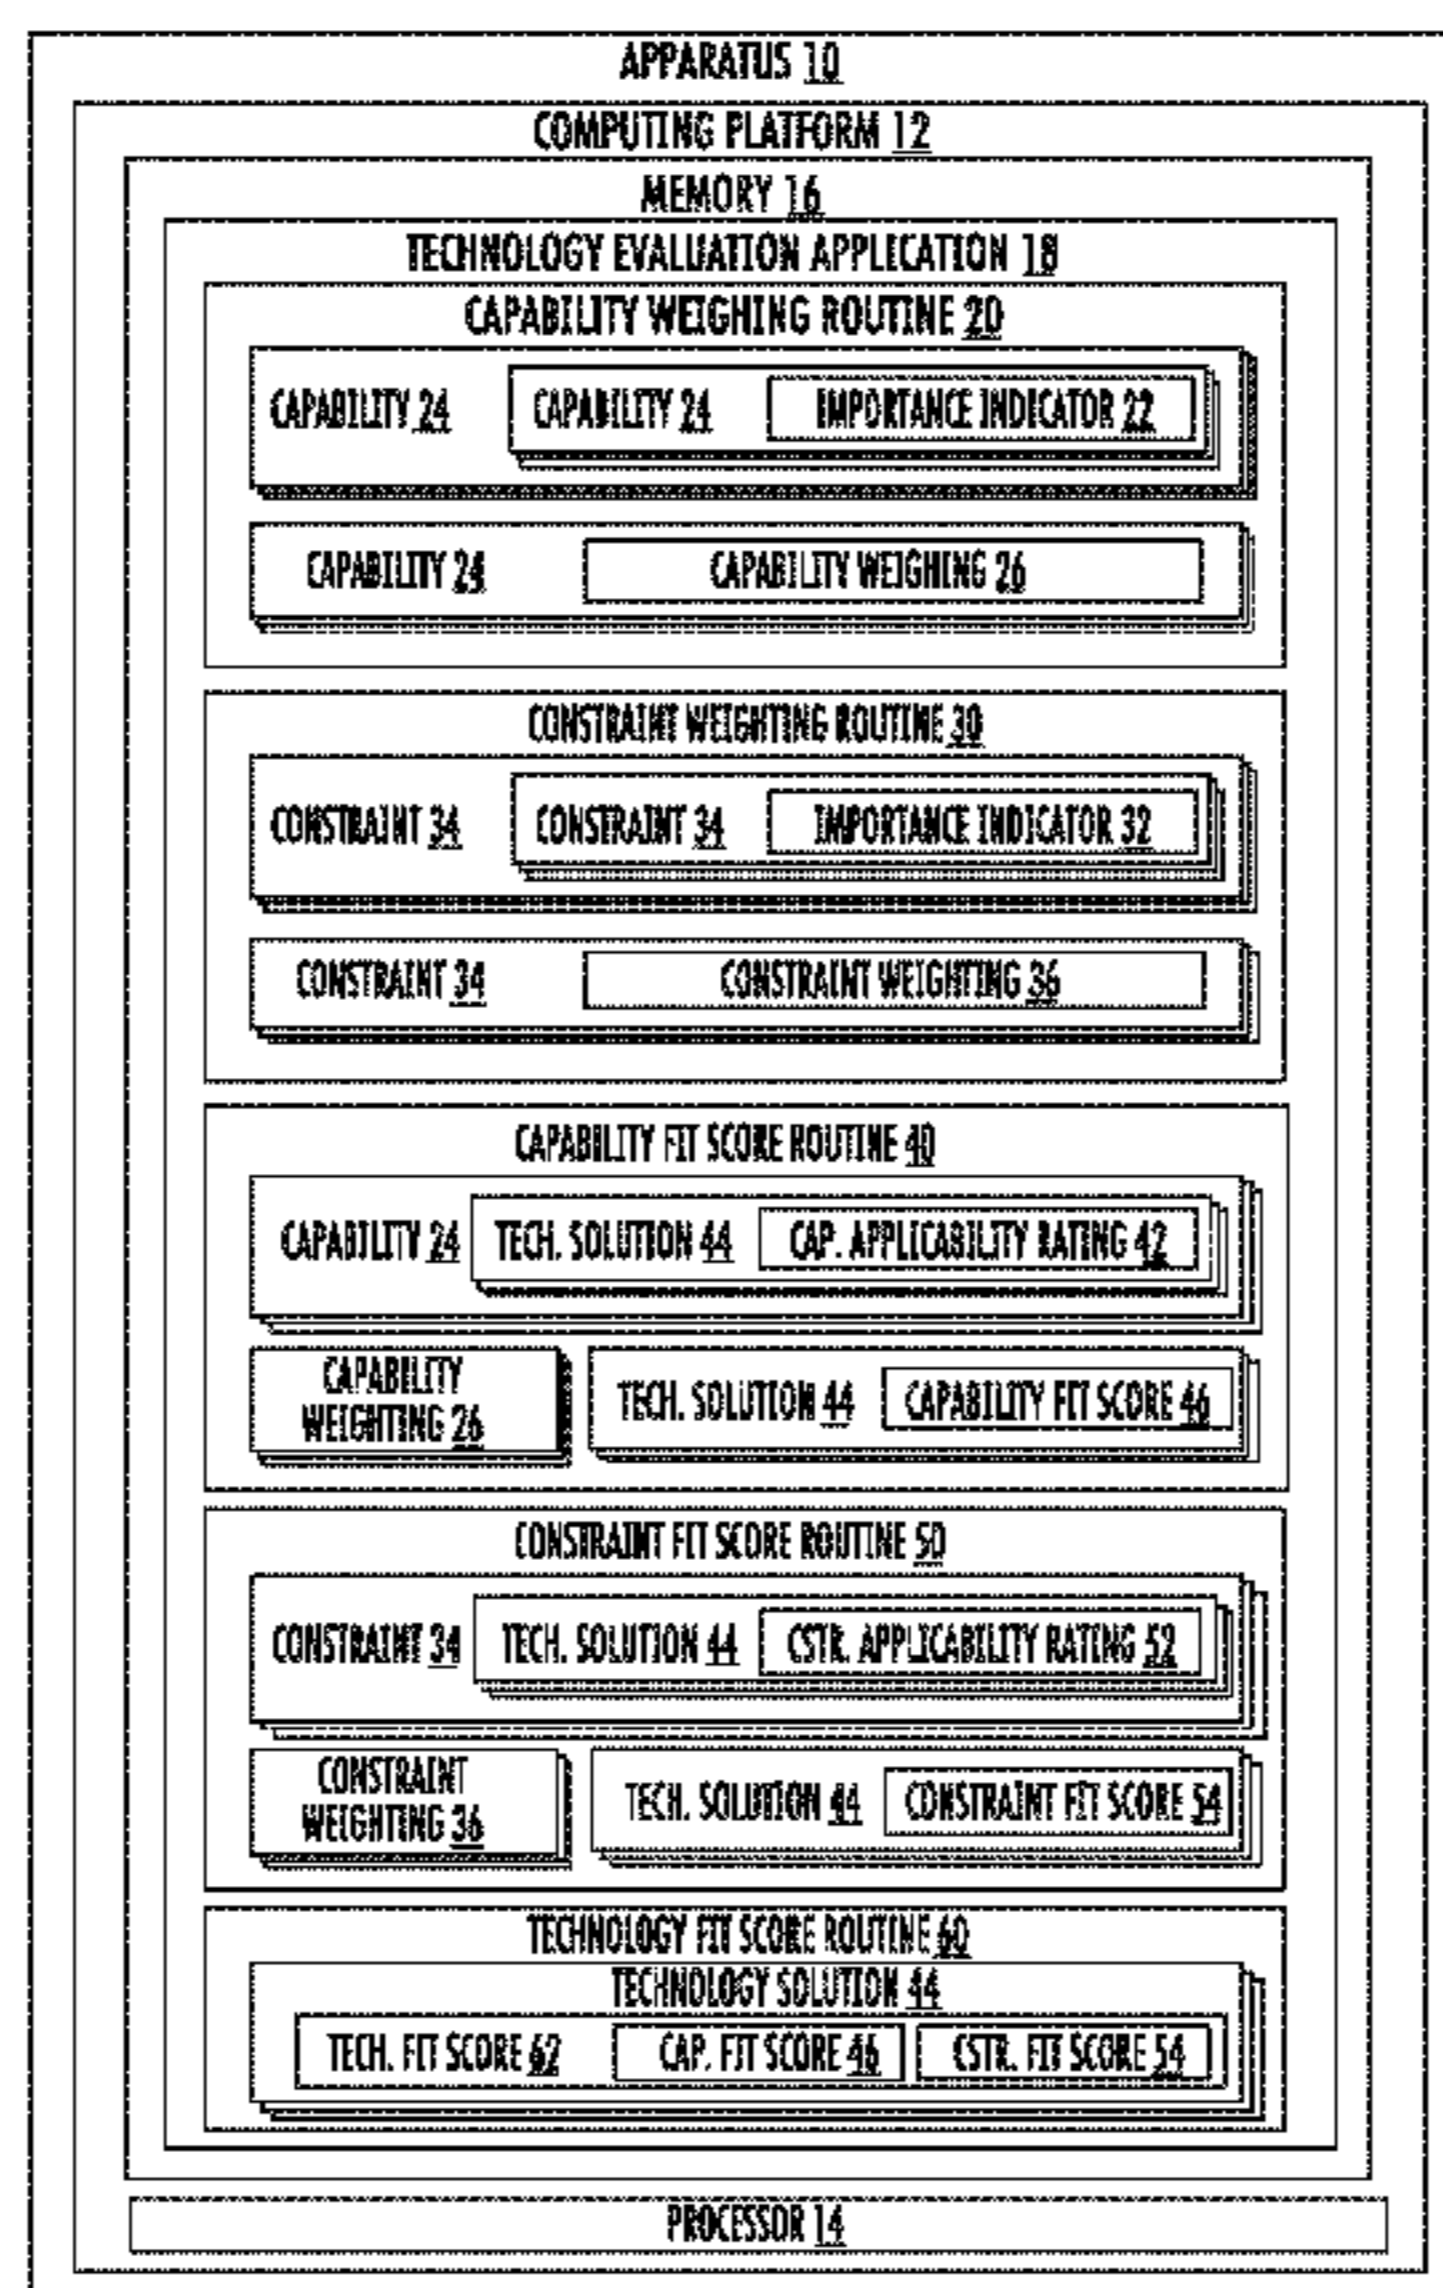 APPARATUS 10
COMPUTING PLATFORM 12
MEMORY 16
TECHNOLOGY EVALUATION APPLICATION 18
CAPABILITY WEIGHING ROUTINE 20
CAPABILITY 24 CAPABILITY 24 IMPORTANCE INDICATOR 22
CAPABILITY 24 CAPABILITY WEIGHING 26
CONSTRAINT WEIGHTING ROUTINE 30
CONSTRAINT 34 CONSTRAINT 34 IMPORTANCE INDICATOR 32
CONSTRAINT 34 CONSTRAINT WEIGHTING 36
CAPABILITY FIT SCORE ROUTINE 40
CAPABILITY 24 TECH. SOLUTION 44 CAP. APPLICABILITY RATING 42
CAPABILITY
WEIGHTING 26
TECH. SOLUTION 44 CAPABILITY FIT SCORE 46
CONSTRAINT FIT SCORE ROUTINE 50
CONSTRAINT 34 TECH. SOLUTION 44 CSTR. APPLICABILITY RATING 52
CONSTRAINT
WEIGHTING 36
TECH. SOLUTION 44 CONSTRAINT FIT SCORE 54
TECHNOLOGY FIT SCORE ROUTINE 60
TECHNOLOGY SOLUTION 44
TECH. FIT SCORE 62 CAP. FIT SCORE 46 CSTR. FIT SCORE 54
PROCESSOR 14